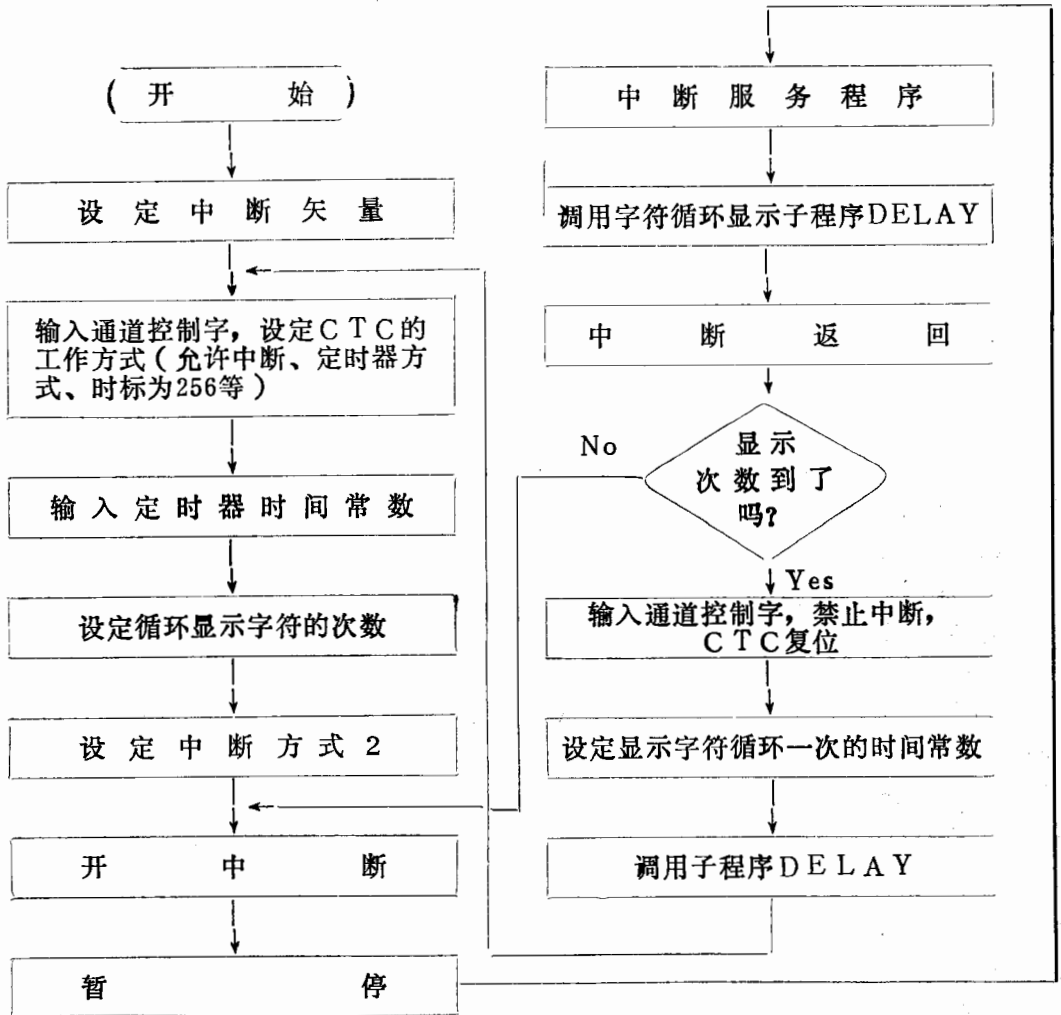 (开始)
设定中断矢量
输入通道控制字，设定CTC的
工作方式(允许中断、定时器方
式、时标为256等)
输入定时器时间常数
设定循环显示字符的次数
设定中断方式2
开中断
暂停
中断服务程序
调用字符循环显示子程序DELAY
中断返回
No
显示
次数到了
吗?
Yes
输入通道控制字，禁止中断，
CTC复位
设定显示字符循环一次的时间常数
调用子程序DELAY